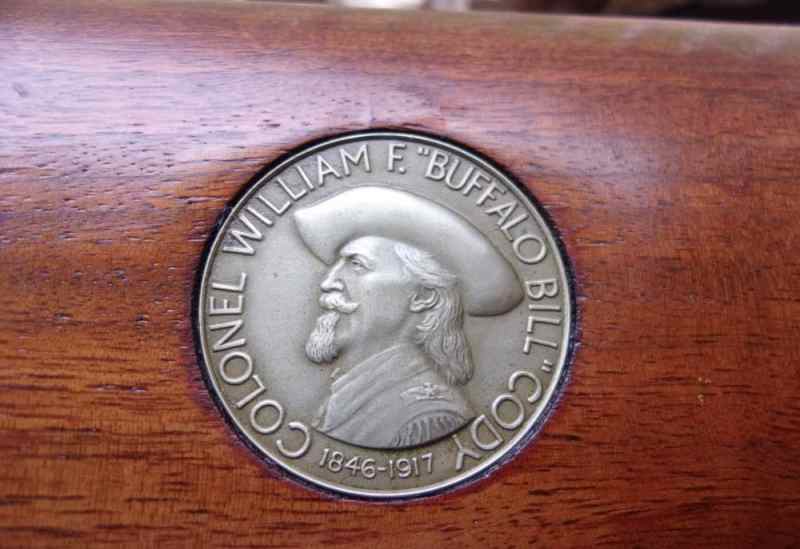 COLONEL WILLIAM F. "BUFFALO BILL" CODY
1846-1917